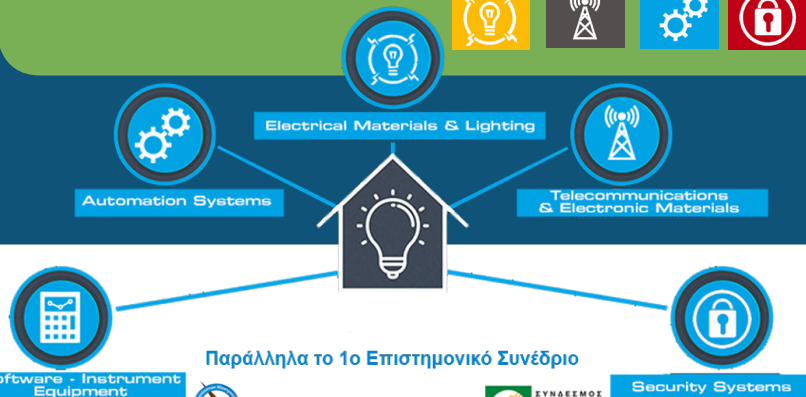 Electrical Materials & Lighting
Automation Systems
Telecommunications
& Electronic Materials
Παράλληλα το 1ο Επιστημονικό Συνέδριο
oftware - Instrument
Equipment
ΣΥΝΔΕΣΜΟΣ
Security Systems